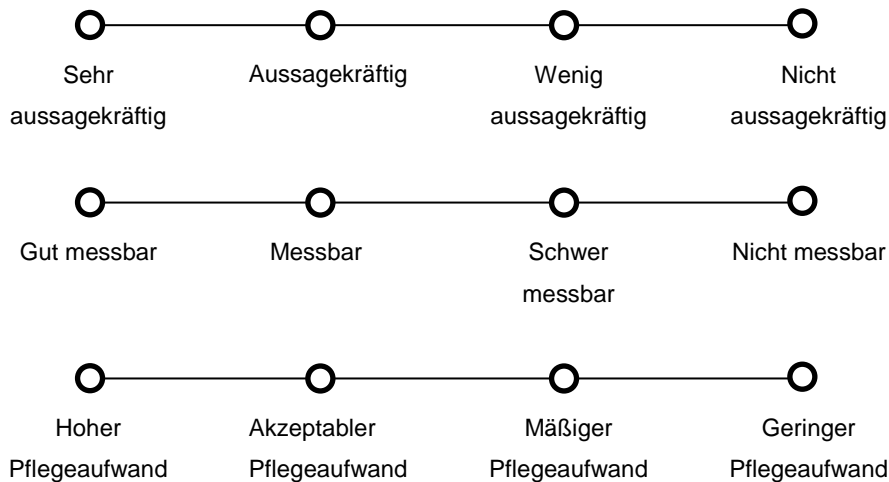 Sehr Aussagekräftig Wenig Nicht
aussagekräftig aussagekräftig aussagekräftig
Gut messbar Messbar Schwer Nicht messbar
messbar
Hoher Akzeptabler Mäßiger Geringer
Pflegeaufwand Pflegeaufwand Pflegeaufwand Pflegeaufwand